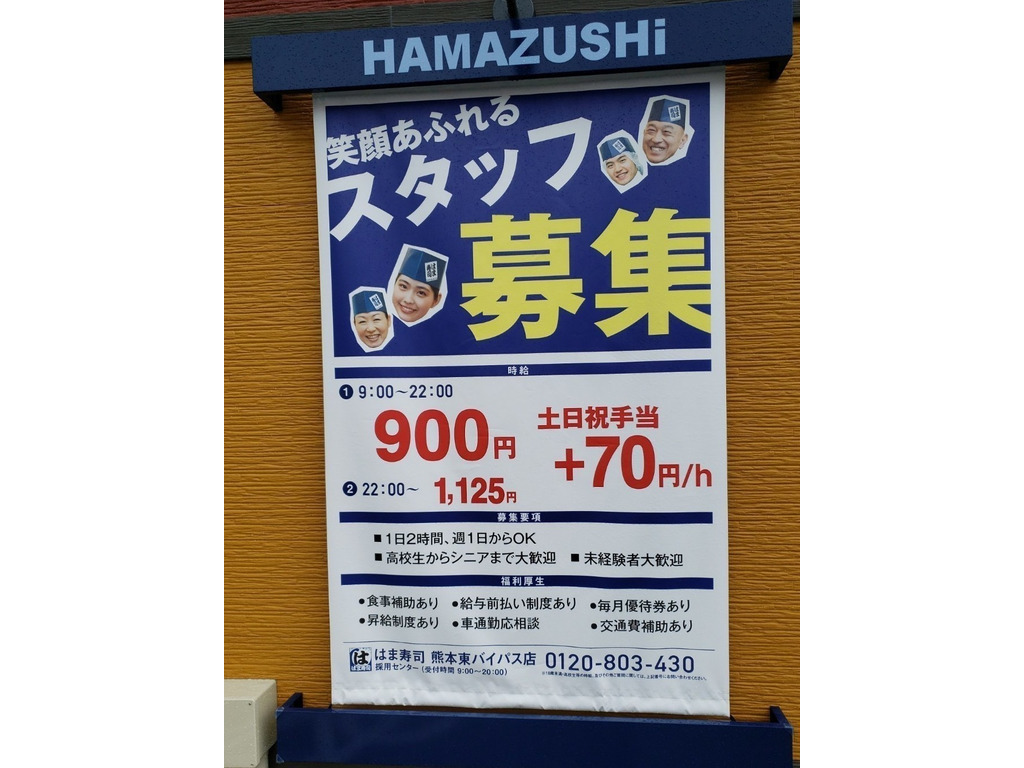 HAMAZUSHi
笑顔あふれる
スタッフ
募集
時給
❶ 9:00～22:00
900円
土日祝手当
+70円/h
❷ 22:00～ 1,125円
募集要項
■1日2時間、週1日からOK
■高校生からシニアまで大歓迎 ■未経験者大歓迎
福利厚生
●食事補助あり ●給与前払い制度あり ●毎月優待券あり
●昇給制度あり ●車通勤応相談 ●交通費補助あり
は はま寿司 熊本東バイパス店 0120-803-430
採用センター(受付時間 9:00～20:00)